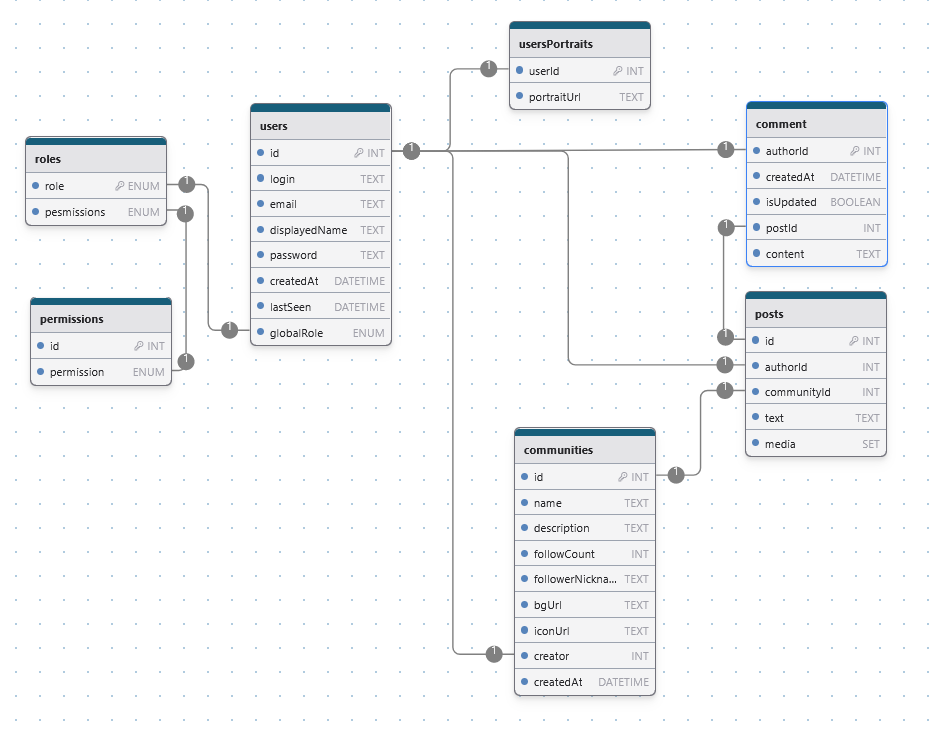 usersPortraits
1 userId INT
portraitUrl TEXT
users
id INT 1
login TEXT
email TEXT
displayedName TEXT
password TEXT
createdAt DATETIME
lastSeen DATETIME
1 globalRole ENUM
roles
role ENUM 1
pesmissions ENUM 1
permissions
id INT
permission ENUM 1
comment
1 authorId INT
createdAt DATETIME
isUpdated BOOLEAN
1 postId INT
content TEXT
posts
1 id INT
1 authorId INT
1 communityId INT
text TEXT
media SET
communities
id INT 1
name TEXT
description TEXT
followCount INT
followerNickna... TEXT
bgUrl TEXT
iconUrl TEXT
1 creator INT
createdAt DATETIME